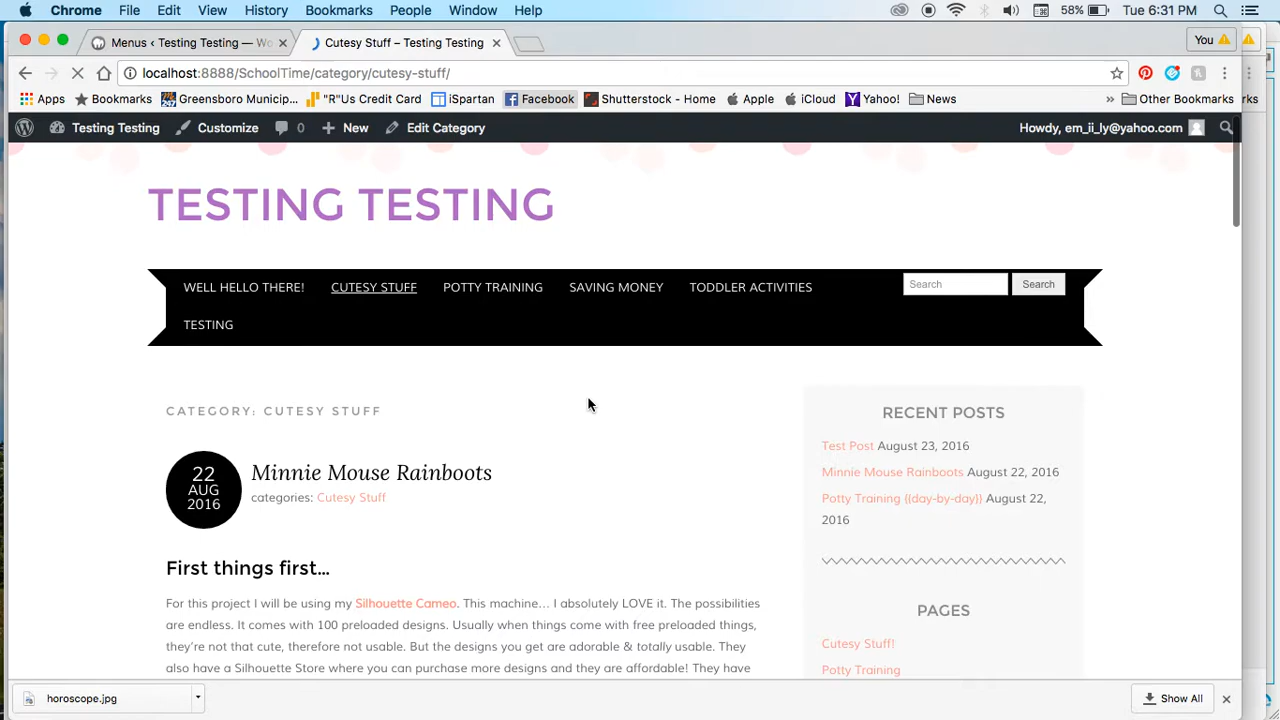 Chrome File Edit View History Bookmarks People Window Help 58% Tue 6:31 PM
Menus ‹ Testing Testing — Wo Cutesy Stuff – Testing Testing You
localhost:8888/SchoolTime/category/cutesy-stuff/
Apps Bookmarks Greensboro Municip... "R"Us Credit Card iSpartan Facebook Shutterstock - Home Apple iCloud Yahoo! News » Other Bookmarks rks
Testing Testing Customize 0 New Edit Category Howdy, em_ii_ly@yahoo.com
TESTING TESTING
WELL HELLO THERE! CUTESY STUFF POTTY TRAINING SAVING MONEY TODDLER ACTIVITIES Search Search
TESTING
CATEGORY: CUTESY STUFF
22
AUG
2016
Minnie Mouse Rainboots
categories: Cutesy Stuff
First things first...
For this project I will be using my Silhouette Cameo. This machine... I absolutely LOVE it. The possibilities
are endless. It comes with 100 preloaded designs. Usually when things come with free preloaded things,
they're not that cute, therefore not usable. But the designs you get are adorable & totally usable. They
also have a Silhouette Store where you can purchase more designs and they are affordable! They have
RECENT POSTS
Test Post August 23, 2016
Minnie Mouse Rainboots August 22, 2016
Potty Training {{day-by-day}} August 22,
2016
PAGES
Cutesy Stuff!
Potty Training
horoscope.jpg Show All